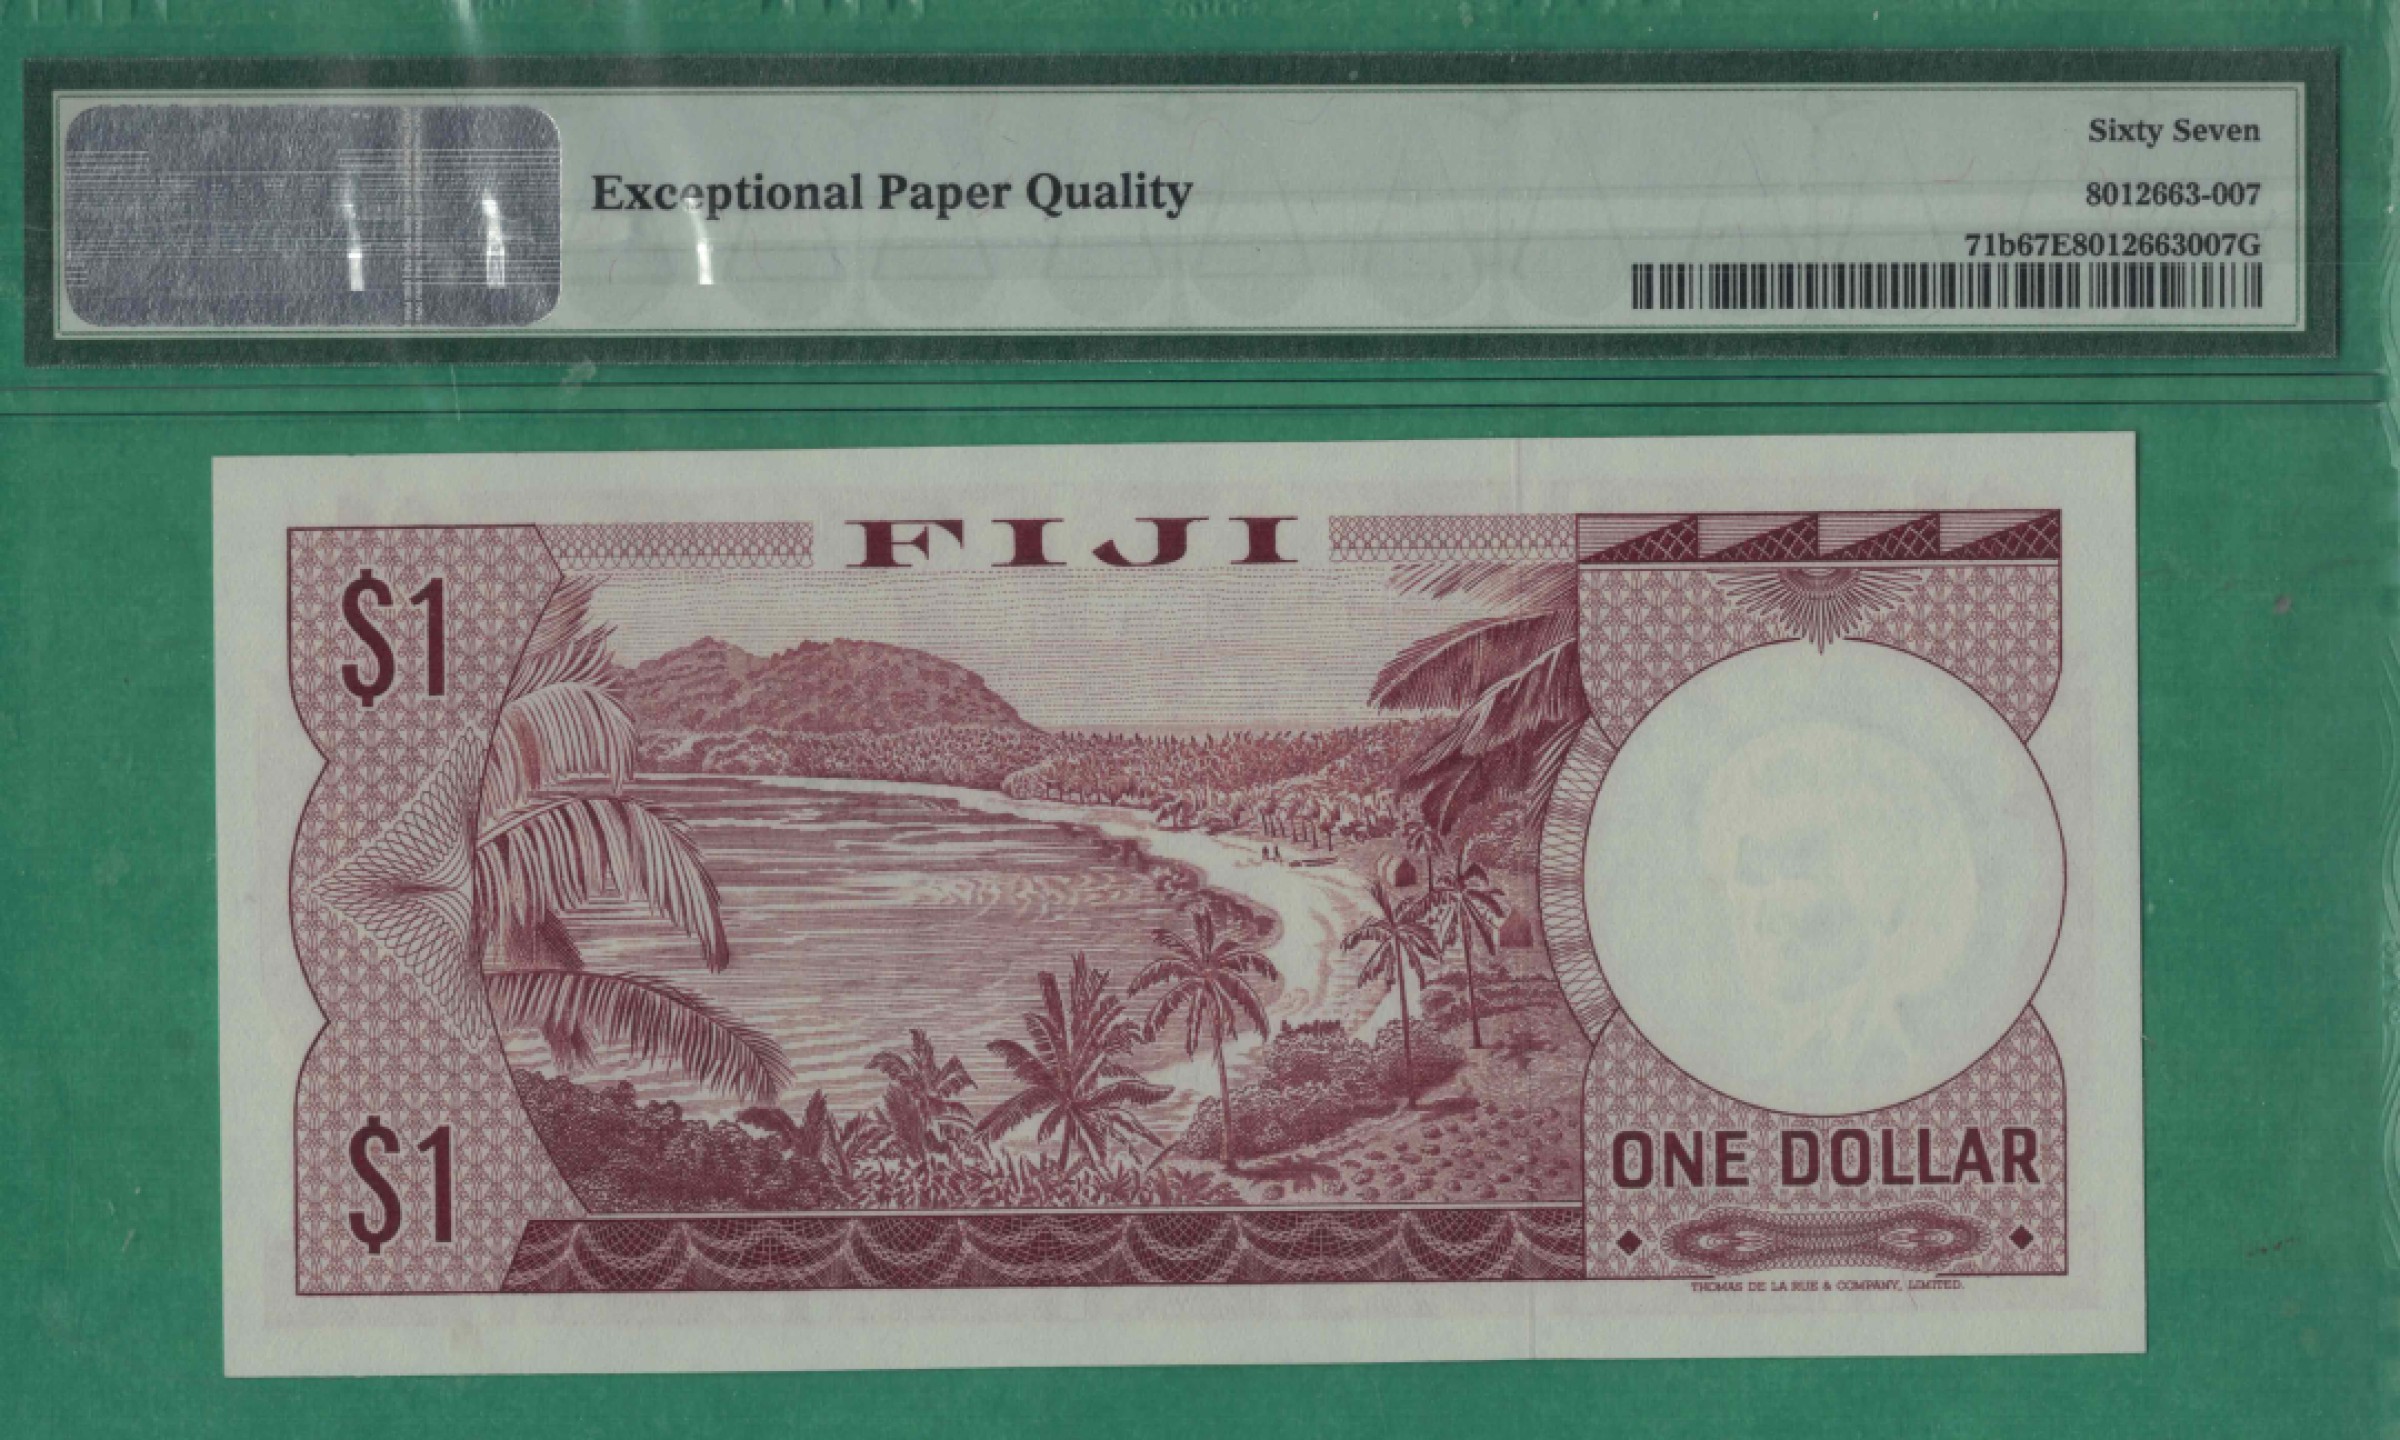 Exceptional Paper Quality
Sixty Seven
8012663-007
71b67E8012663007G
FIJI
$1
$1
ONE DOLLAR
THOMAS DE LA RUE & COMPANY, LIMITED.